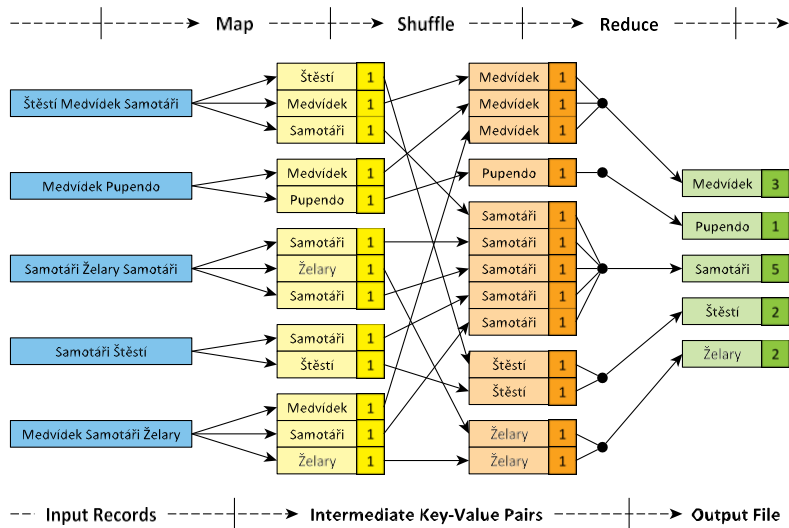 Map Shuffle Reduce
Štěstí Medvídek Samotáři
Medvídek Pupendo
Samotáři Želary Samotáři
Samotáři Štěstí
Medvídek Samotáři Želary
Štěstí 1
Medvídek 1
Samotáři 1
Medvídek 1
Pupendo 1
Samotáři 1
Želary 1
Samotáři 1
Samotáři 1
Štěstí 1
Medvídek 1
Samotáři 1
Želary 1
Medvídek 1
Medvídek 1
Medvídek 1
Pupendo 1
Samotáři 1
Samotáři 1
Samotáři 1
Samotáři 1
Samotáři 1
Štěstí 1
Štěstí 1
Želary 1
Želary 1
Medvídek 3
Pupendo 1
Samotáři 5
Štěstí 2
Želary 2
Input Records Intermediate Key-Value Pairs Output File